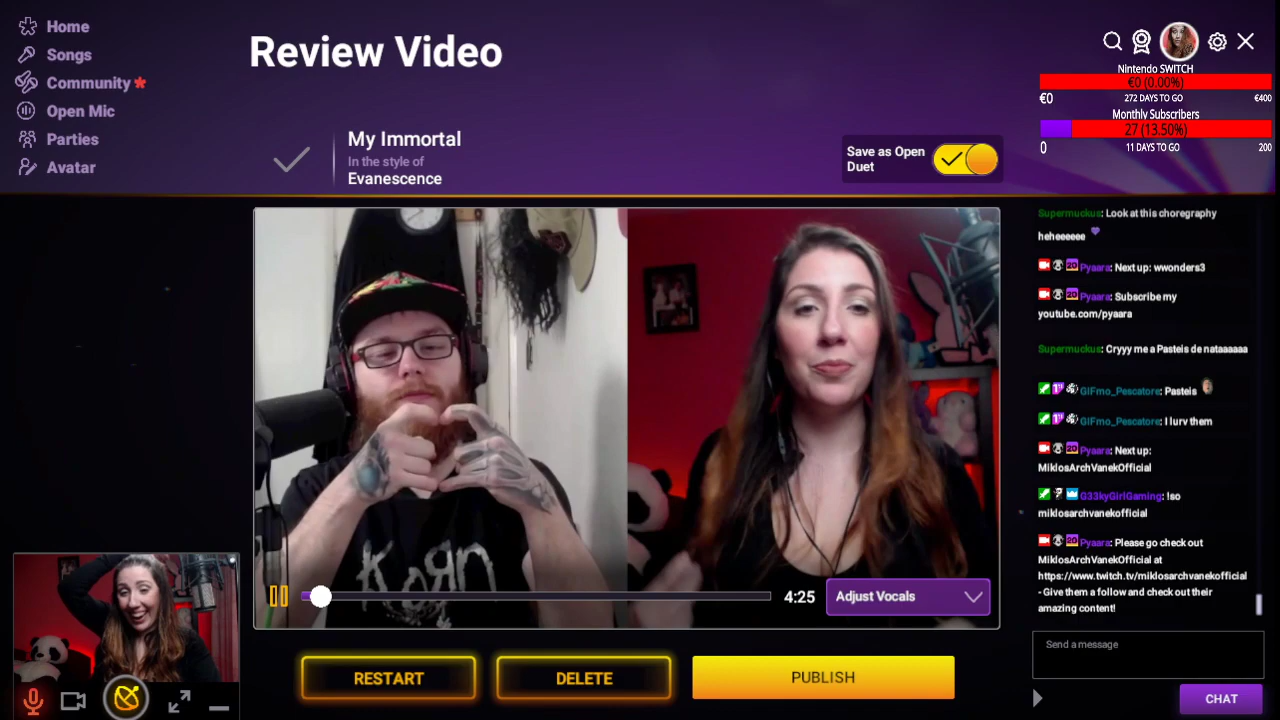 Home
Songs
Community *
Open Mic
Parties
Avatar
Review Video
My Immortal
In the style of
Evanescence
Save as Open
Duet
Nintendo SWITCH
€0 (0.00%)
€0 272 DAYS TO GO €400
Monthly Subscribers
27 (13.50%)
0 11 DAYS TO GO 200
KoRn
4:25
Adjust Vocals
RESTART
DELETE
PUBLISH
Supermuckus: Look at this choregraphy
heheeeeee
20 Pyaara: Next up: wwonders3
20 Pyaara: Subscribe my
youtube.com/pyaara
Supermuckus: Cryyy me a Pasteis de nataaaaaa
GIFmo_Pescatore: Pasteis
GIFmo_Pescatore: I lurv them
20 Pyaara: Next up:
MiklosArchVanekOfficial
G33kyGirlGaming: !so
miklosarchvanekofficial
20 Pyaara: Please go check out
MiklosArchVanekOfficial at
https://www.twitch.tv/miklosarchvanekofficial
- Give them a follow and check out their
amazing content!
Send a message
CHAT